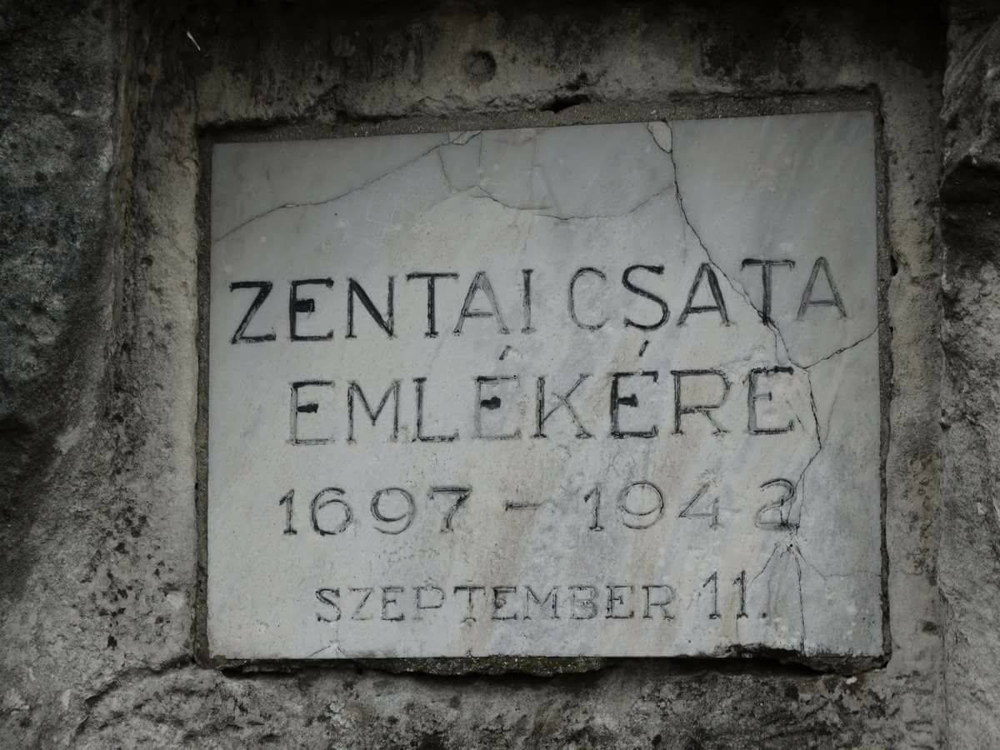 ZENTAI CSATA
EMLÉKÉRE
1697 - 1942
SZEPTEMBER 11.